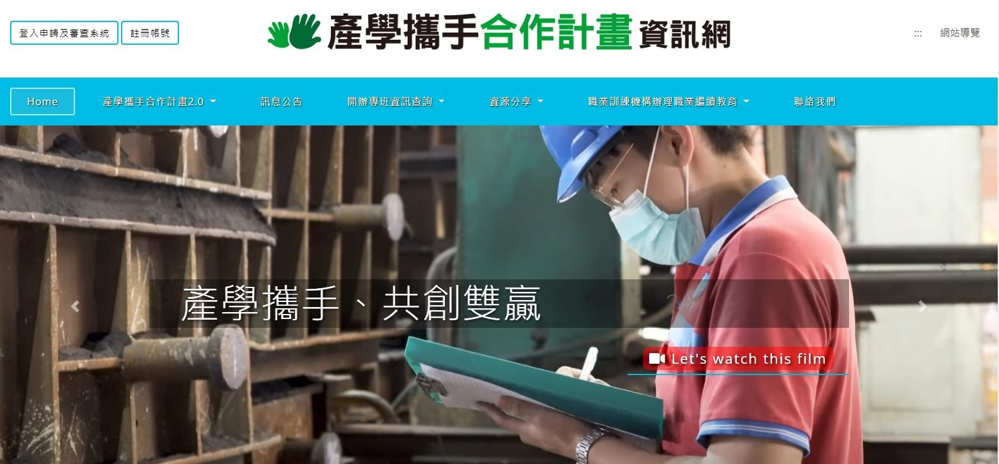 登入申請及審查系統 註冊帳號
產學攜手合作計畫 資訊網
::: 網站導覽
Home 產學攜手合作計畫2.0 訊息公告 開辦專班資訊查詢 資源分享 職業訓練機構辦理職業繼續教育 聯絡我們
產學攜手、共創雙贏
Let's watch this film